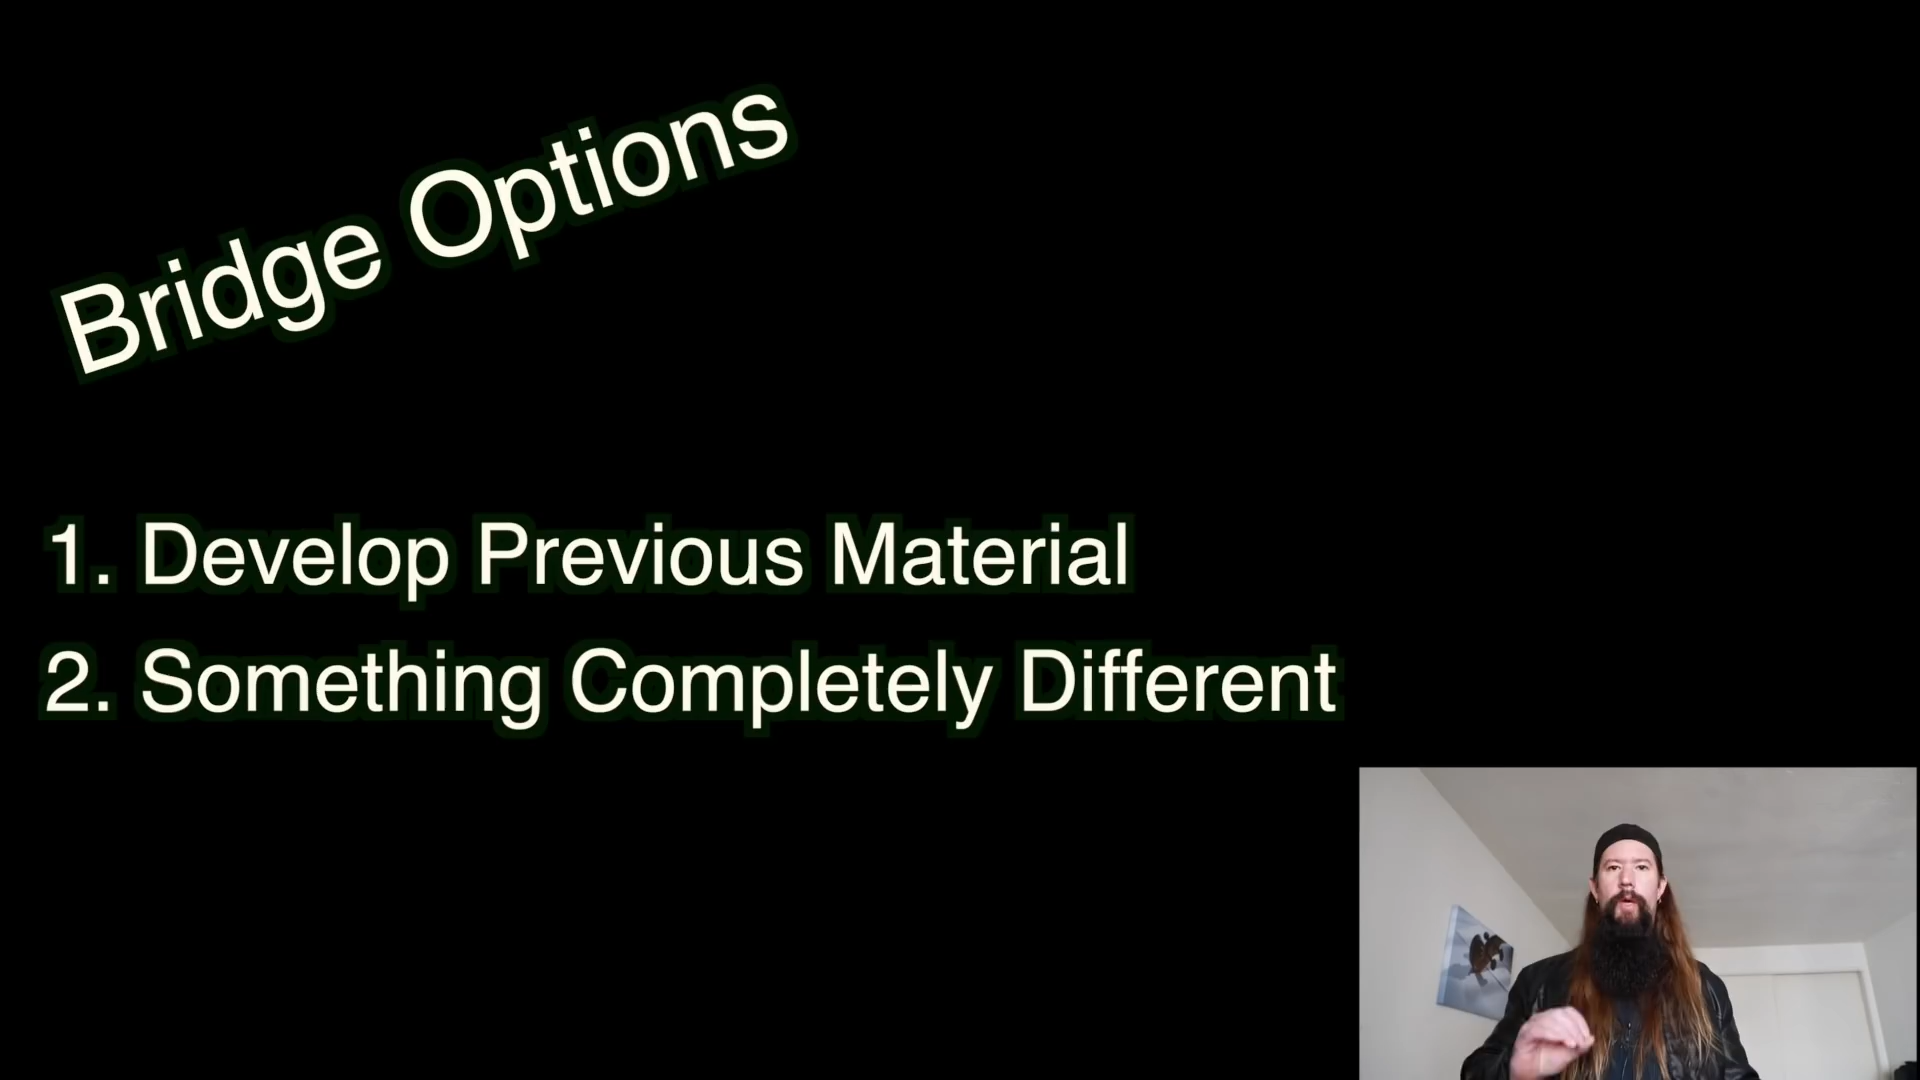 Bridge Options
1. Develop Previous Material
2. Something Completely Different